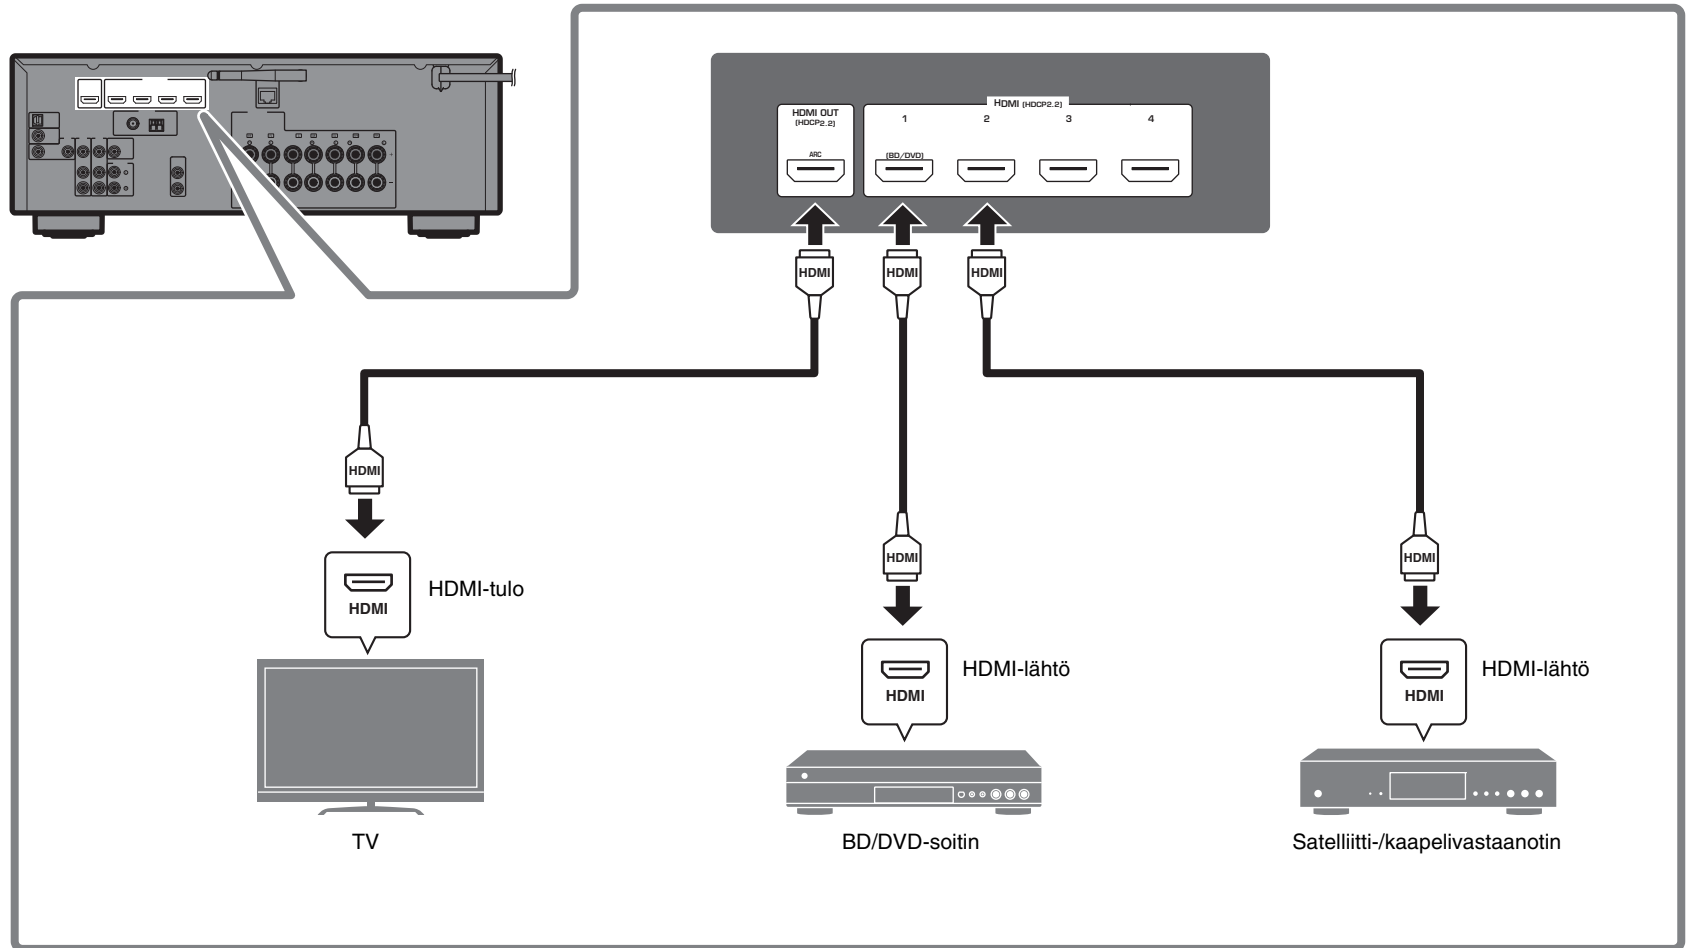 HDMI OUT
(HDCP2.2)
HDMI (HDCP2.2)
1 2 3 4
ARC
(BD/DVD)
HDMI HDMI HDMI
HDMI
HDMI HDMI
HDMI-tulo
HDMI
HDMI-lähtö
HDMI
HDMI-lähtö
HDMI
TV
BD/DVD-soitin
Satelliitti-/kaapelivastaanotin